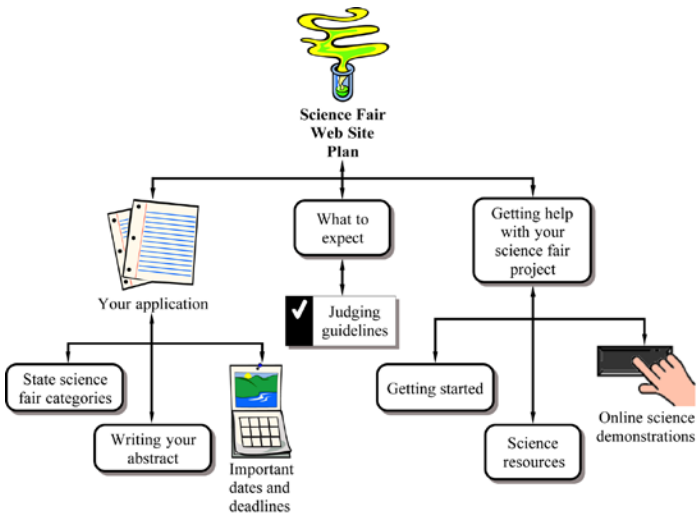 Science Fair
Web Site
Plan
Your application
What to
expect
Getting help
with your
science fair
project
Judging
guidelines
State science
fair categories
Writing your
abstract
Important
dates and
deadlines
Getting started
Science
resources
Online science
demonstrations